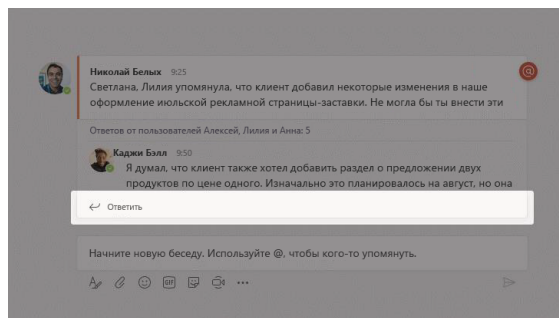 Николай Белых 9:25
Светлана, Лилия упомянула, что клиент добавил некоторые изменения в наше
оформление июльской рекламной страницы-заставки. Не могла бы ты внести эти
Ответов от пользователей Алексей, Лилия и Анна: 5
Каджи Бэлл 9:50
Я думал, что клиент также хотел добавить раздел о предложении двух
продуктов по цене одного. Изначально это планировалось на август, но она
Ответить
Начните новую беседу. Используйте @, чтобы кого-то упомянуть.
GIF